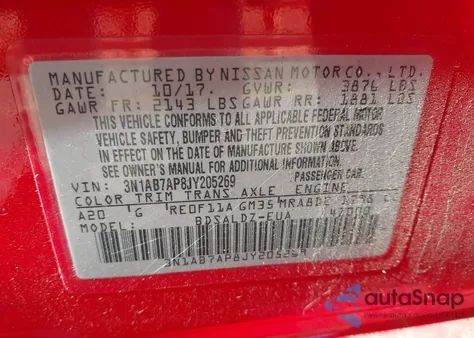 MANUFACTURED BY NISSAN MOTOR CO., LTD.
DATE: 10/17. GVWR: 3876 LBS
GAWR FR: 2143 LBS GAWR RR: 1881 LBS
THIS VEHICLE CONFORMS TO ALL APPLICABLE FEDERAL MOTOR
VEHICLE SAFETY, BUMPER AND THEFT PREVENTION STANDARDS
IN EFFECT ON THE DATE OF MANUFACTURE SHOWN ABOVE.
SEE OWNER'S MANUAL FOR ADDITIONAL INFORMATION.
VIN: 3N1AB7AP8JY205269 PASSENGER CAR
COLOR TRIM TRANS AXLE ENGINE
A20 G RE0F11A GM35 MRA8DE 1796 CC
MODEL: BDSALDZ-EUA 4700B
3N1AB7AP8JY205269
autoSnap